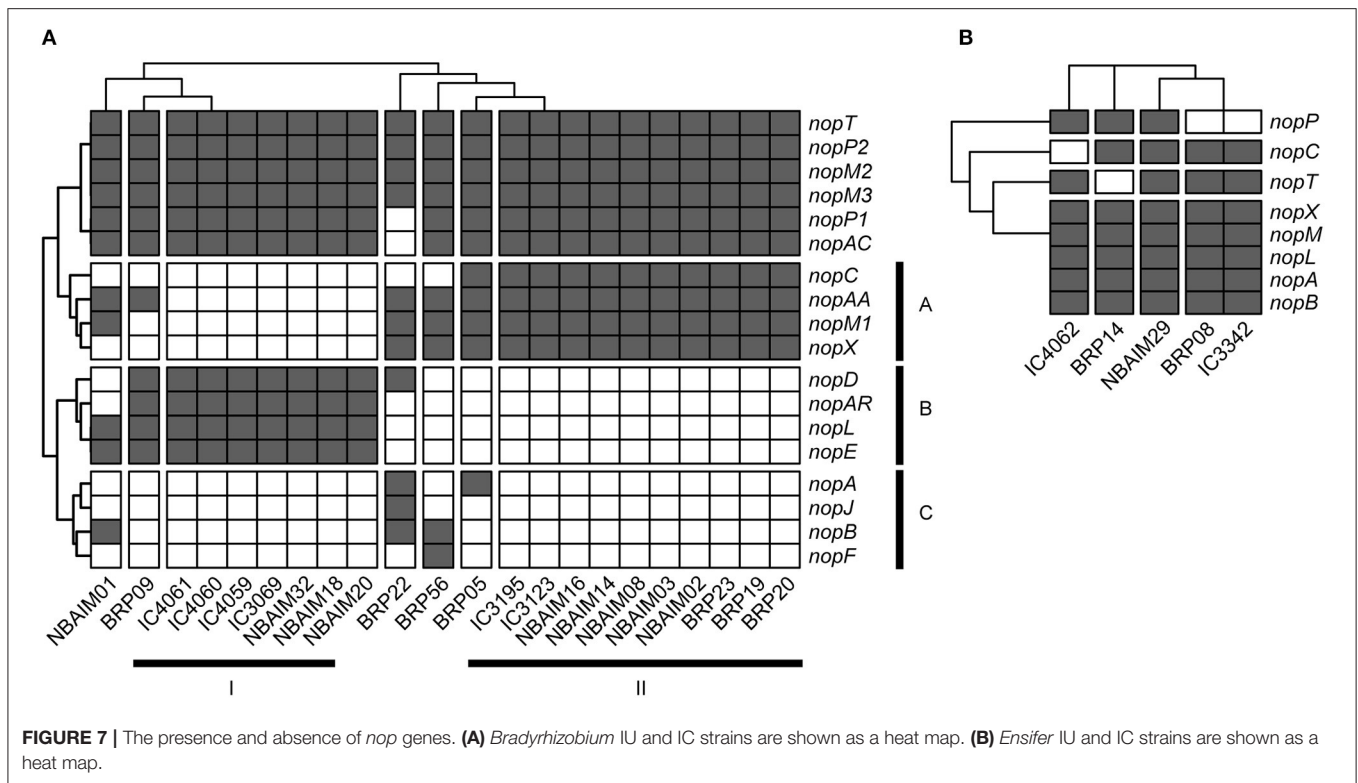 A
B
nopT
nopP2
nopM2
nopM3
nopP1
nopAC
nopC
nopAA
nopM1
nopX
nopD
nopAR
nopL
nopE
nopA
nopJ
nopB
nopF
A
B
C
NBAIM01
BRP09
IC4061
IC4060
IC4059
IC3069
NBAIM32
NBAIM18
NBAIM20
BRP22
BRP56
BRP05
IC3195
IC3123
NBAIM16
NBAIM14
NBAIM08
NBAIM03
NBAIM02
BRP23
BRP19
BRP20
I
II
nopP
nopC
nopT
nopX
nopM
nopL
nopA
nopB
IC4062
BRP14
NBAIM29
BRP08
IC3342
FIGURE 7 | The presence and absence of nop genes. (A) Bradyrhizobium IU and IC strains are shown as a heat map. (B) Ensifer IU and IC strains are shown as a
heat map.